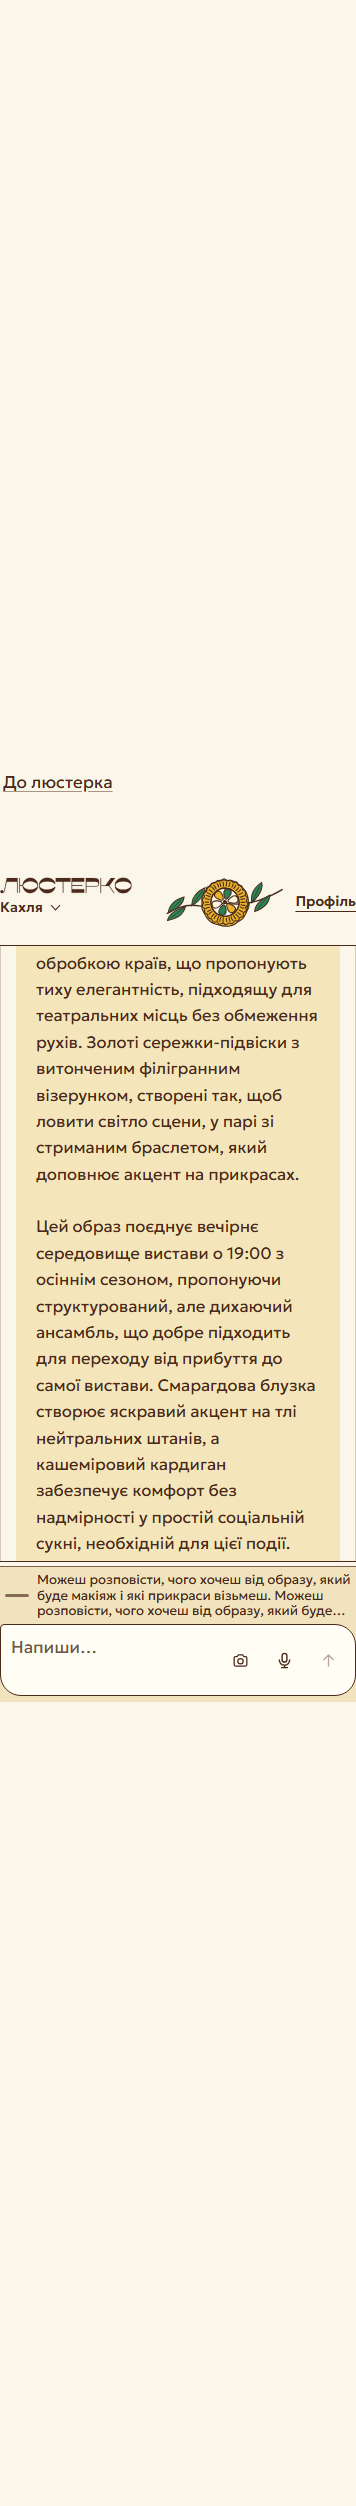 До люстерка
ЛЮСТЕРКО
Кахля
Профіль
обробкою країв, що пропонують
тиху елегантність, підходящу для
театральних місць без обмеження
рухів. Золоті сережки-підвіски з
витонченим філігранним
візерунком, створені так, щоб
ловити світло сцени, у парі зі
стриманим браслетом, який
доповнює акцент на прикрасах.
Цей образ поєднує вечірнє
середовище вистави о 19:00 з
осіннім сезоном, пропонуючи
структурований, але дихаючий
ансамбль, що добре підходить
для переходу від прибуття до
самої вистави. Смарагдова блузка
створює яскравий акцент на тлі
нейтральних штанів, а
кашеміровий кардиган
забезпечує комфорт без
надмірності у простій соціальній
сукні, необхідній для цієї події.
Можеш розповісти, чого хочеш від образу, який
буде макіяж і які прикраси візьмеш. Можеш
розповісти, чого хочеш від образу, який буде...
Напиши...